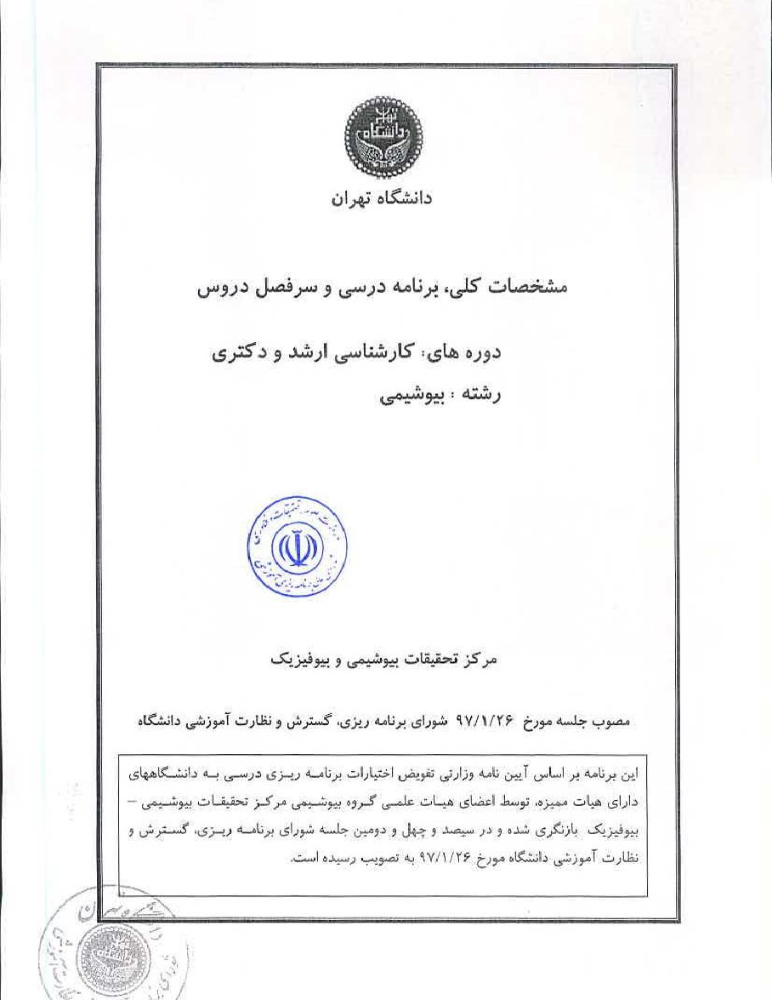 دانشگاه تهران
دانشگاه تهران
مشخصات کلی، برنامه درسی و سرفصل دروس
دوره های: کارشناسی ارشد و دکتری
رشته : بیوشیمی
مرکز تحقیقات بیوشیمی و بیوفیزیک
مصوب جلسه مورخ ۹۷/۱/۲۶ شورای برنامه ریزی، گسترش و نظارت آموزشی دانشگاه
این برنامه بر اساس آیین نامه وزارتی تفویض اختیارات برنامه ریزی درسی به دانشگاههای
دارای هیات ممیزه، توسط اعضای هیات علمی گروه بیوشیمی مرکز تحقیقات بیوشیمی –
بیوفیزیک بازنگری شده و در سیصد و چهل و دومین جلسه شورای برنامه ریزی، گسترش و
نظارت آموزشی دانشگاه مورخ ۹۷/۱/۲۶ به تصویب رسیده است.